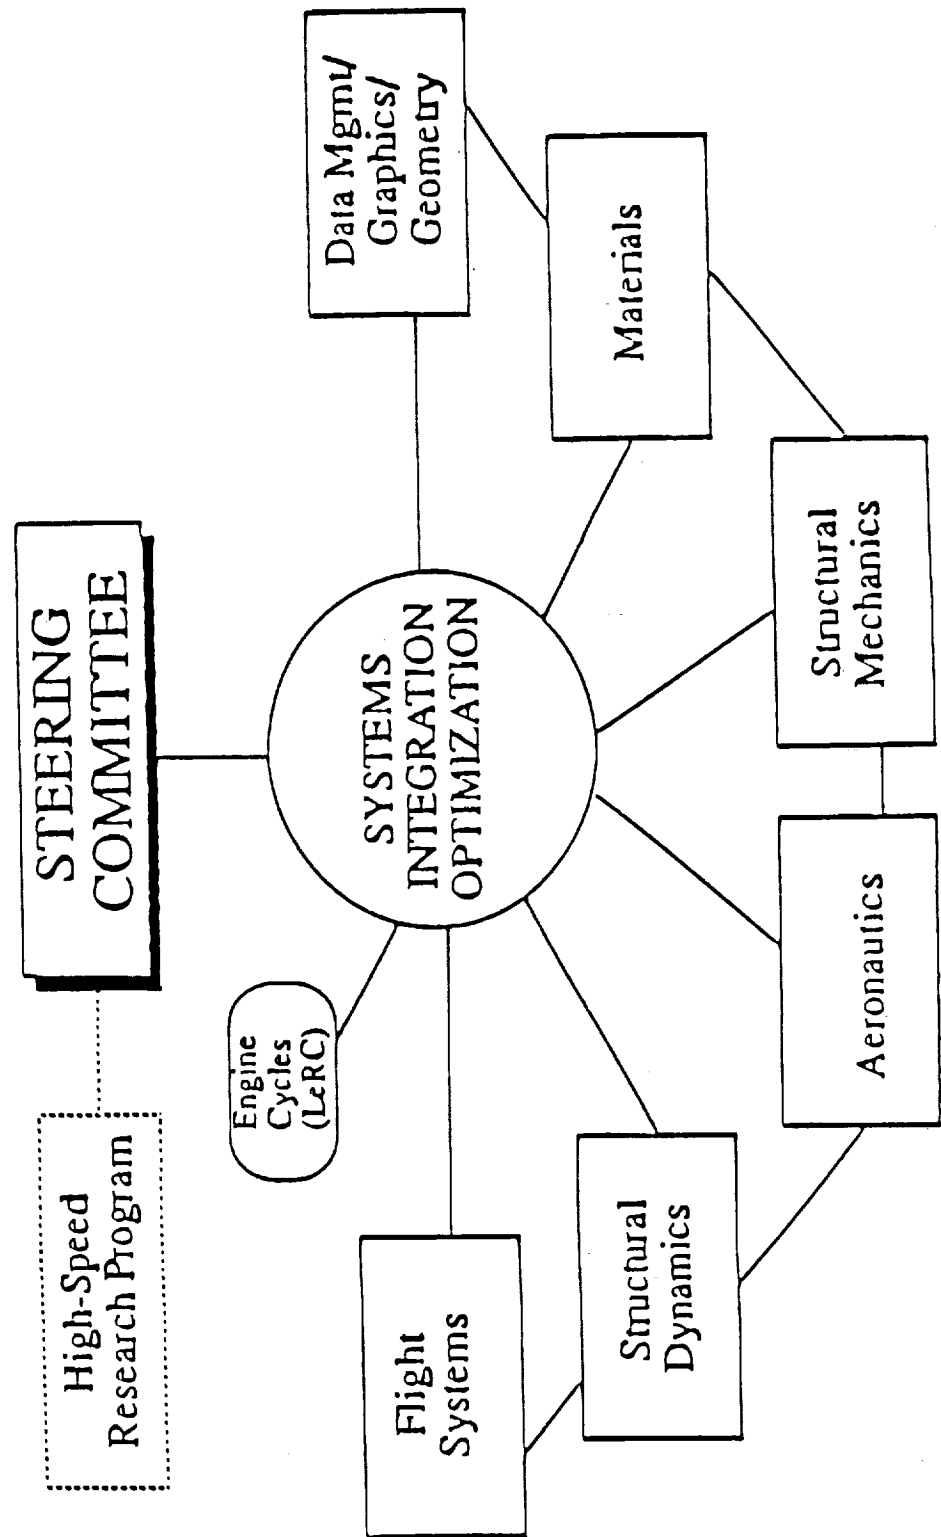 High-Speed
Research Program
STEERING
COMMITTEE
Engine
Cycles
(LeRC)
SYSTEMS
INTEGRATION
OPTIMIZATION
Flight
Systems
Structural
Dynamics
Aeronautics
Structural
Mechanics
Materials
Data Mgmt/
Graphics/
Geometry